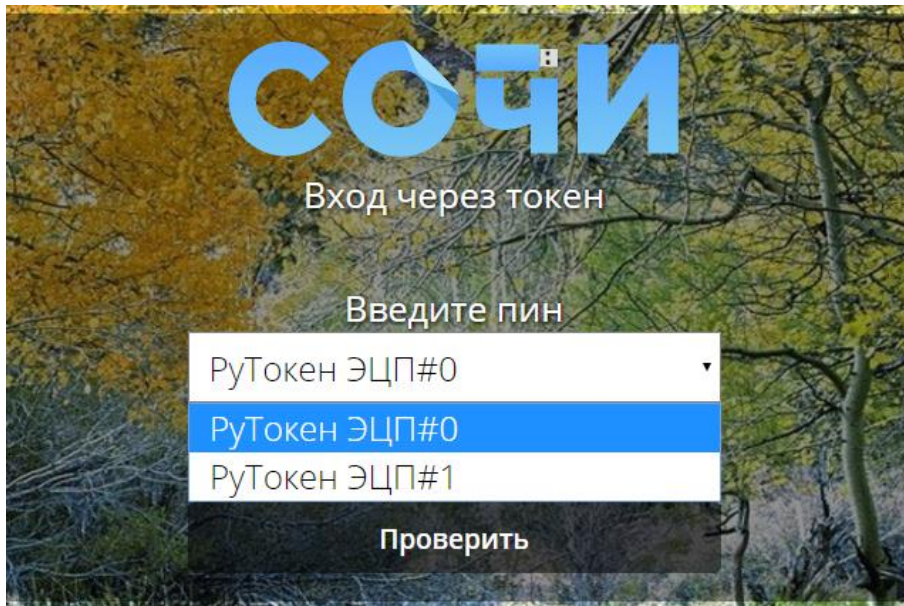 СОЧИ
Вход через токен
Введите пин
РуТокен ЭЦП#0
РуТокен ЭЦП#0
РуТокен ЭЦП#1
Проверить